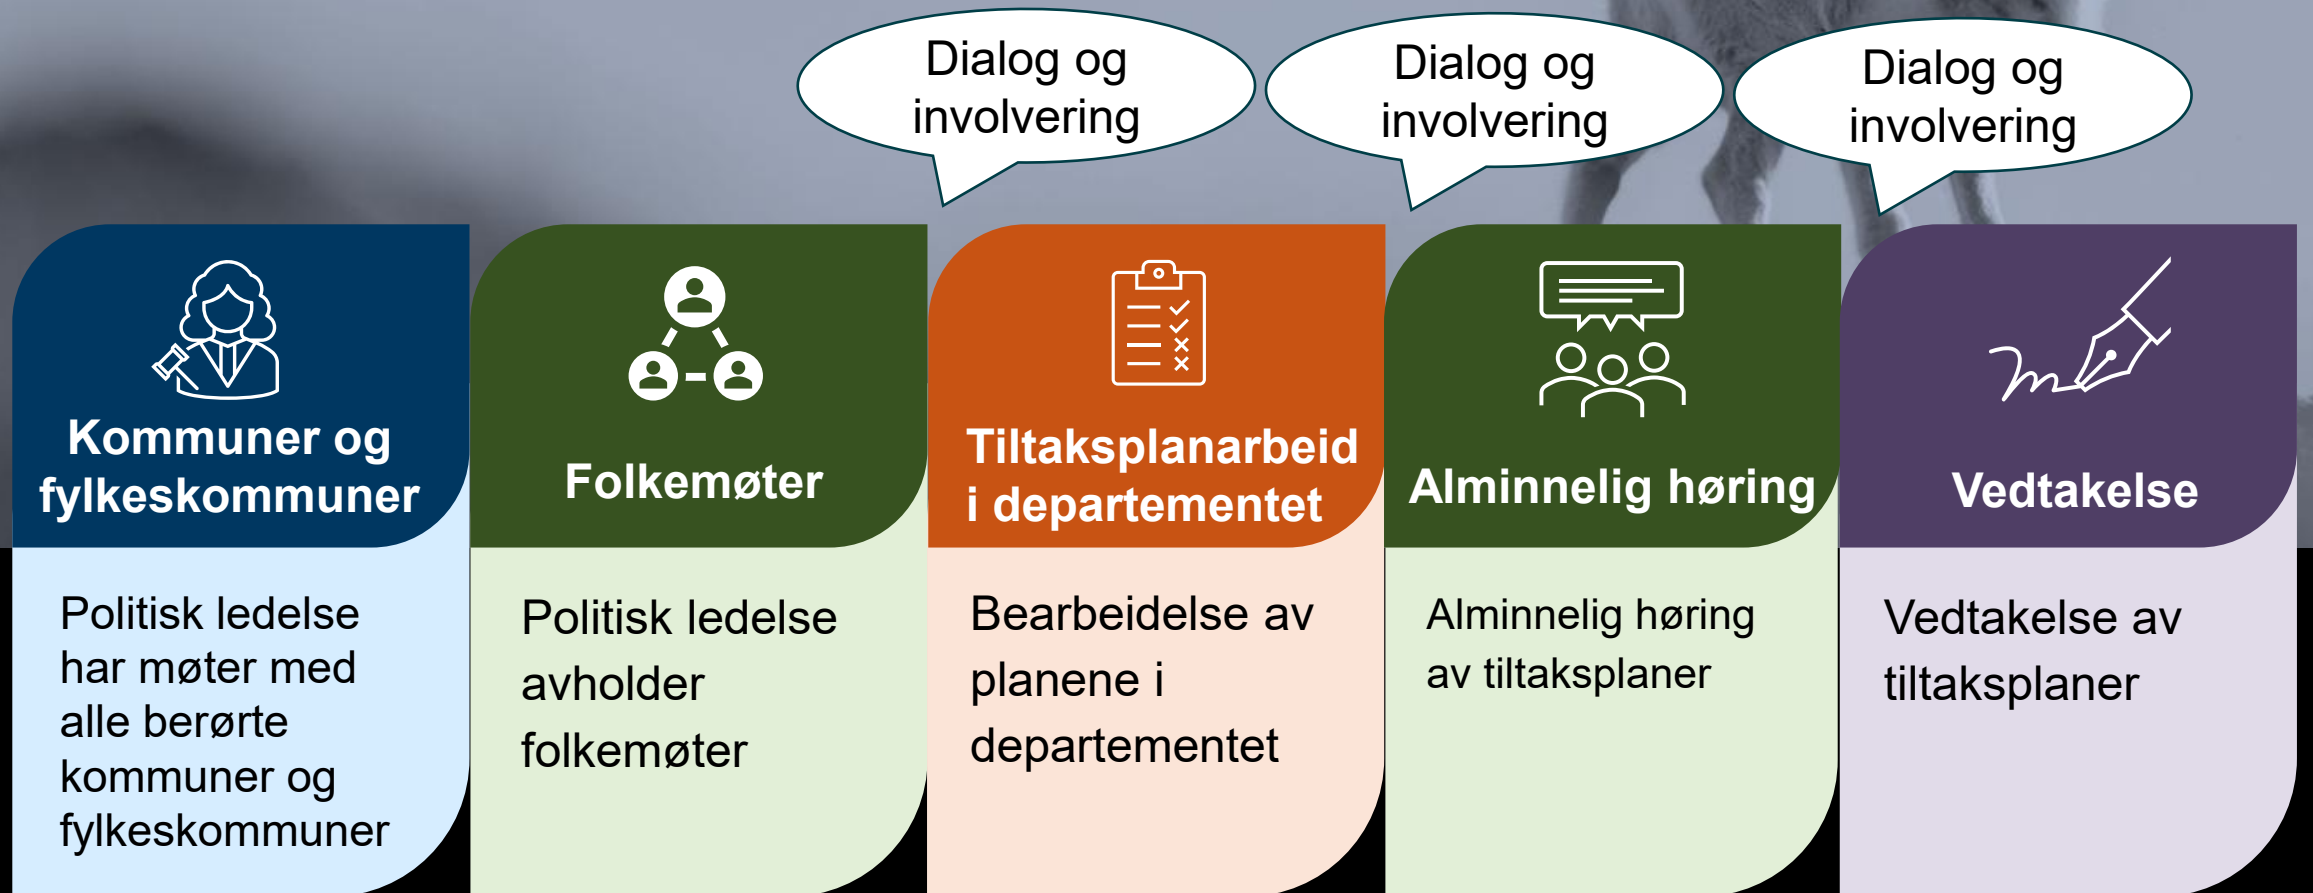 Dialog og
involvering
Dialog og
involvering
Dialog og
involvering
Kommuner og
fylkeskommuner
Politisk ledelse
har møter med
alle berørte
kommuner og
fylkeskommuner
Folkemøter
Politisk ledelse
avholder
folkemøter
Tiltaksplanarbeid
i departementet
Bearbeidelse av
planene i
departementet
Alminnelig høring
Alminnelig høring
av tiltaksplaner
Vedtakelse
Vedtakelse av
tiltaksplaner